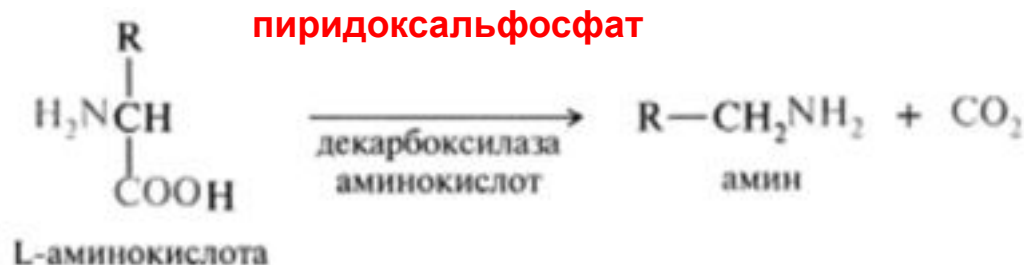 пиридоксальфосфат
R
H₂NCH
COOH
L-аминокислота
декарбоксилаза
аминокислот
R—CH₂NH₂ + CO₂
амин